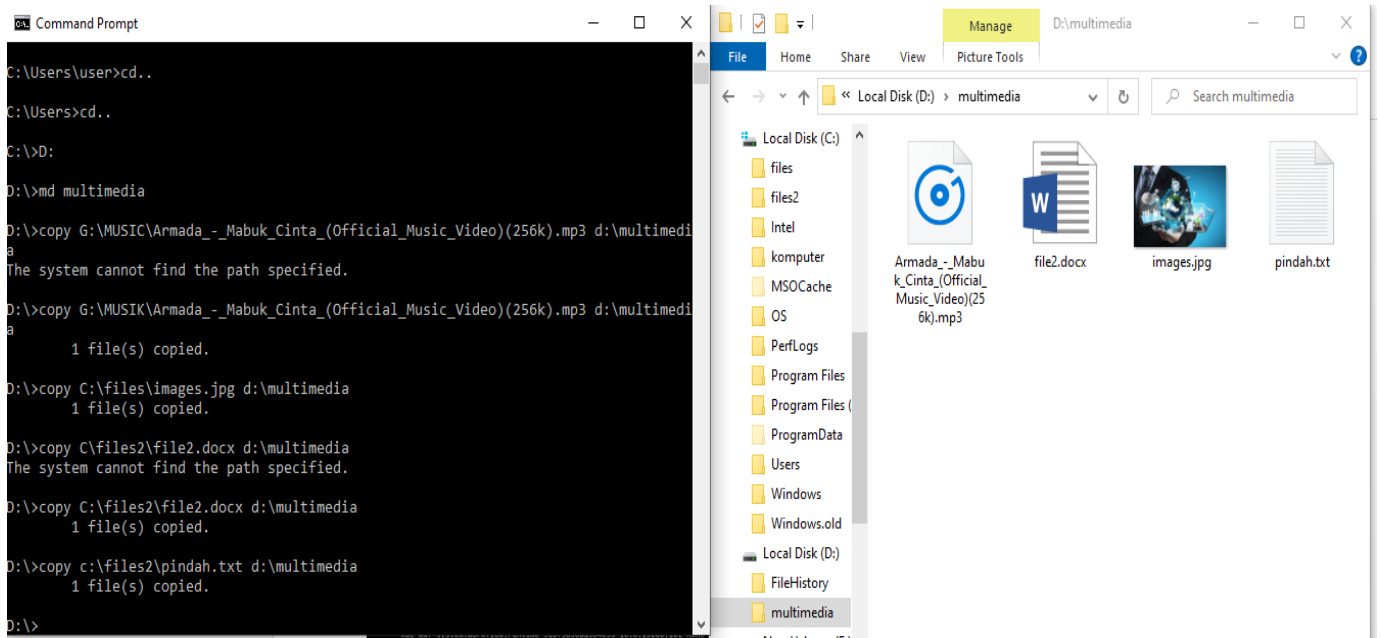 Command Prompt
C:\Users\user>cd..
C:\Users>cd..
C:\>D:
D:\>md multimedia
D:\>copy G:\MUSIC\Armada_-_Mabuk_Cinta_(Official_Music_Video)(256k).mp3 d:\multimedi
a
The system cannot find the path specified.
D:\>copy G:\MUSIK\Armada_-_Mabuk_Cinta_(Official_Music_Video)(256k).mp3 d:\multimedi
a
1 file(s) copied.
D:\>copy C:\files\images.jpg d:\multimedia
1 file(s) copied.
D:\>copy C\files2\file2.docx d:\multimedia
The system cannot find the path specified.
D:\>copy C:\files2\file2.docx d:\multimedia
1 file(s) copied.
D:\>copy c:\files2\pindah.txt d:\multimedia
1 file(s) copied.
D:\>
Manage D:\multimedia
File Home Share View Picture Tools
« Local Disk (D:) › multimedia Search multimedia
Local Disk (C:)
files
files2
Intel
komputer
MSOCache
OS
PerfLogs
Program Files
Program Files (
ProgramData
Users
Windows
Windows.old
Local Disk (D:)
FileHistory
multimedia
Armada_-_Mabu
k_Cinta_(Official_
Music_Video)(25
6k).mp3
file2.docx
images.jpg
pindah.txt